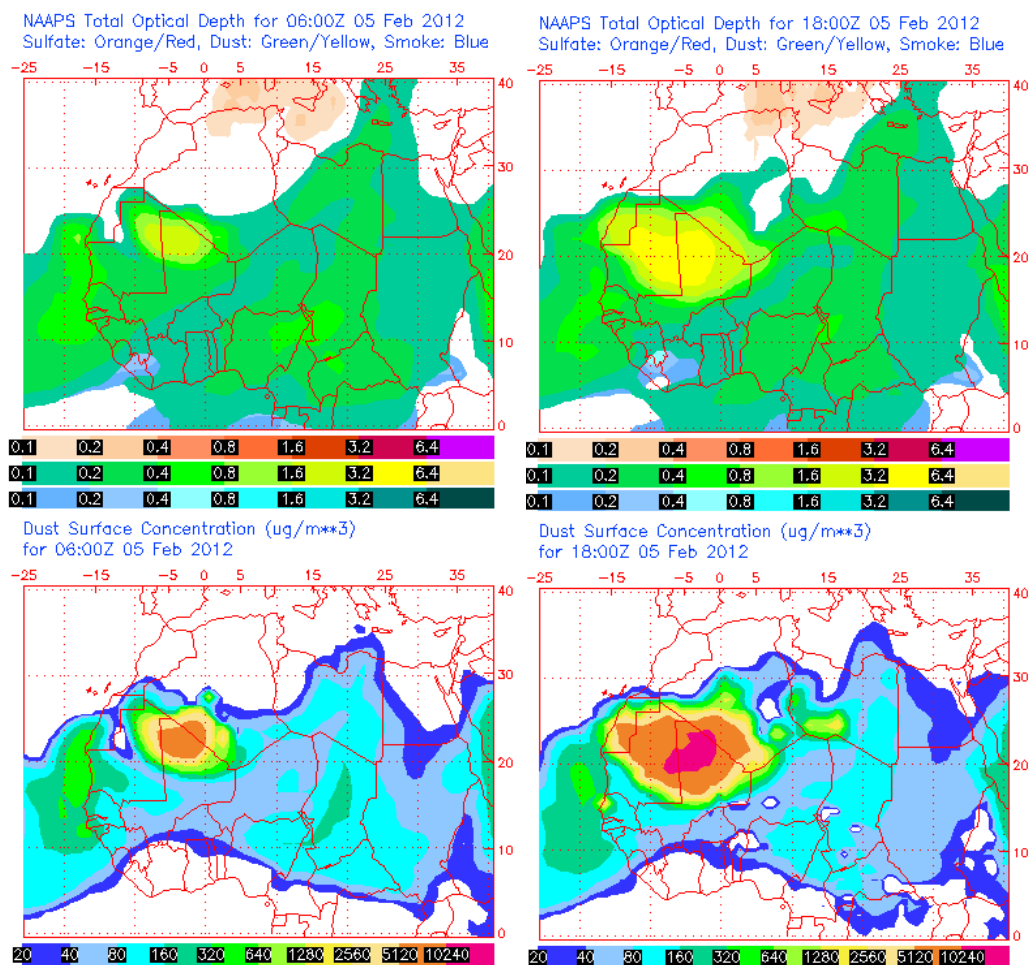 NAAPS Total Optical Depth for 06:00Z 05 Feb 2012
Sulfate: Orange/Red, Dust: Green/Yellow, Smoke: Blue
-25 -15 -5 0 5 15 25 35
40
30
20
10
0
0.1 0.2 0.4 0.8 1.6 3.2 6.4
0.1 0.2 0.4 0.8 1.6 3.2 6.4
0.1 0.2 0.4 0.8 1.6 3.2 6.4
NAAPS Total Optical Depth for 18:00Z 05 Feb 2012
Sulfate: Orange/Red, Dust: Green/Yellow, Smoke: Blue
-25 -15 -5 0 5 15 25 35
40
30
20
10
0
0.1 0.2 0.4 0.8 1.6 3.2 6.4
0.1 0.2 0.4 0.8 1.6 3.2 6.4
0.1 0.2 0.4 0.8 1.6 3.2 6.4
Dust Surface Concentration (ug/m**3)
for 06:00Z 05 Feb 2012
-25 -15 -5 0 5 15 25 35
40
30
20
10
0
20 40 80 160 320 640 1280 2560 5120 10240
Dust Surface Concentration (ug/m**3)
for 18:00Z 05 Feb 2012
-25 -15 -5 0 5 15 25 35
40
30
20
10
0
20 40 80 160 320 640 1280 2560 5120 10240